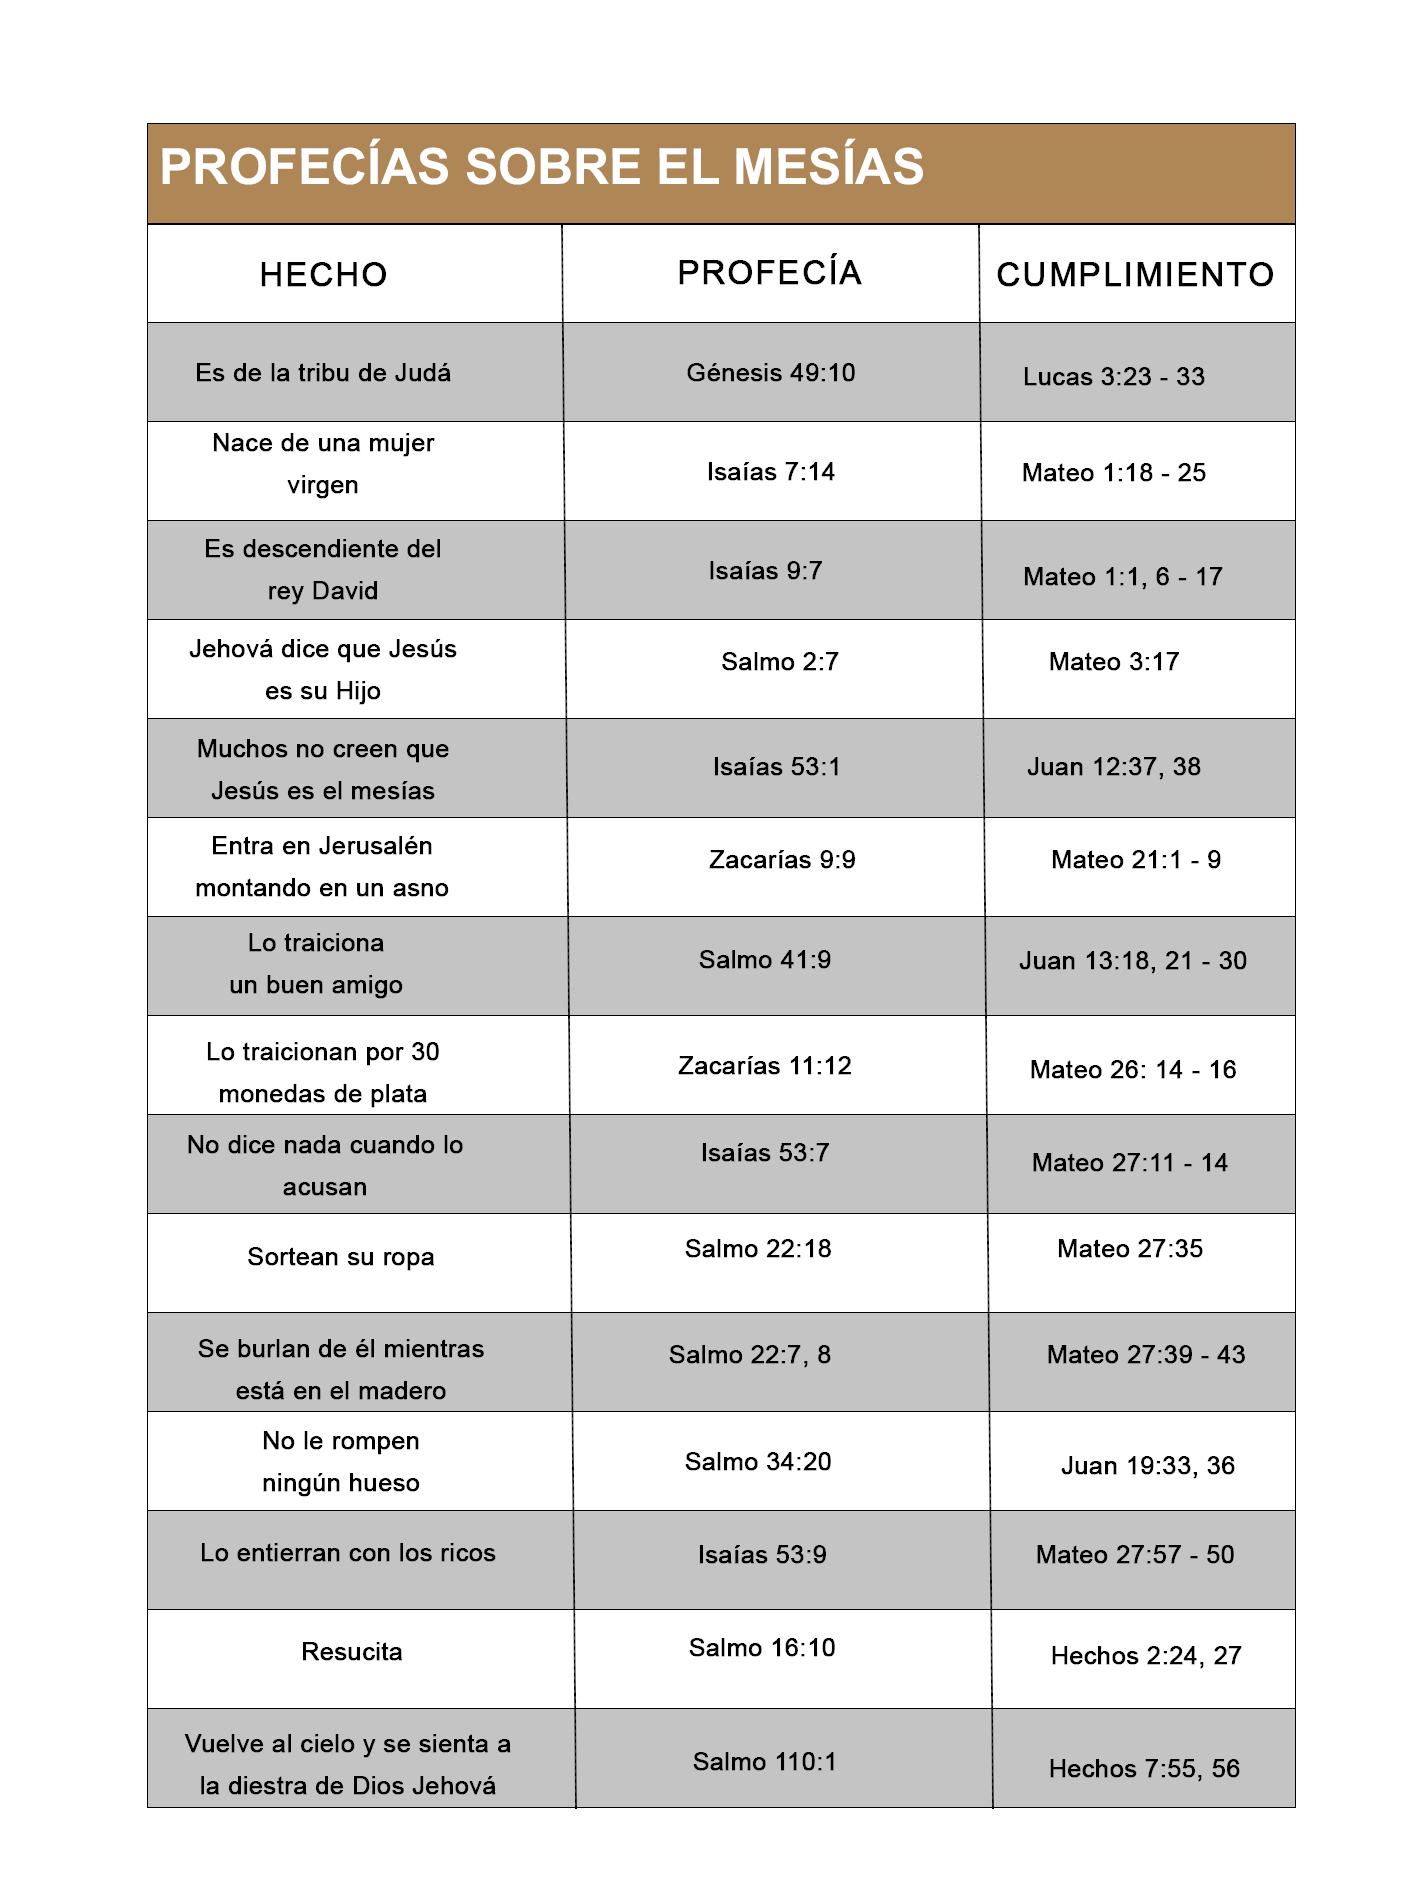 PROFECÍAS SOBRE EL MESÍAS
HECHO
PROFECÍA
CUMPLIMIENTO
Es de la tribu de Judá
Génesis 49:10
Lucas 3:23 - 33
Nace de una mujer
virgen
Isaías 7:14
Mateo 1:18 - 25
Es descendiente del
rey David
Isaías 9:7
Mateo 1:1, 6 - 17
Jehová dice que Jesús
es su Hijo
Salmo 2:7
Mateo 3:17
Muchos no creen que
Jesús es el mesías
Isaías 53:1
Juan 12:37, 38
Entra en Jerusalén
montando en un asno
Zacarías 9:9
Mateo 21:1 - 9
Lo traiciona
un buen amigo
Salmo 41:9
Juan 13:18, 21 - 30
Lo traicionan por 30
monedas de plata
Zacarías 11:12
Mateo 26: 14 - 16
No dice nada cuando lo
acusan
Isaías 53:7
Mateo 27:11 - 14
Sortean su ropa
Salmo 22:18
Mateo 27:35
Se burlan de él mientras
está en el madero
Salmo 22:7, 8
Mateo 27:39 - 43
No le rompen
ningún hueso
Salmo 34:20
Juan 19:33, 36
Lo entierran con los ricos
Isaías 53:9
Mateo 27:57 - 50
Resucita
Salmo 16:10
Hechos 2:24, 27
Vuelve al cielo y se sienta a
la diestra de Dios Jehová
Salmo 110:1
Hechos 7:55, 56